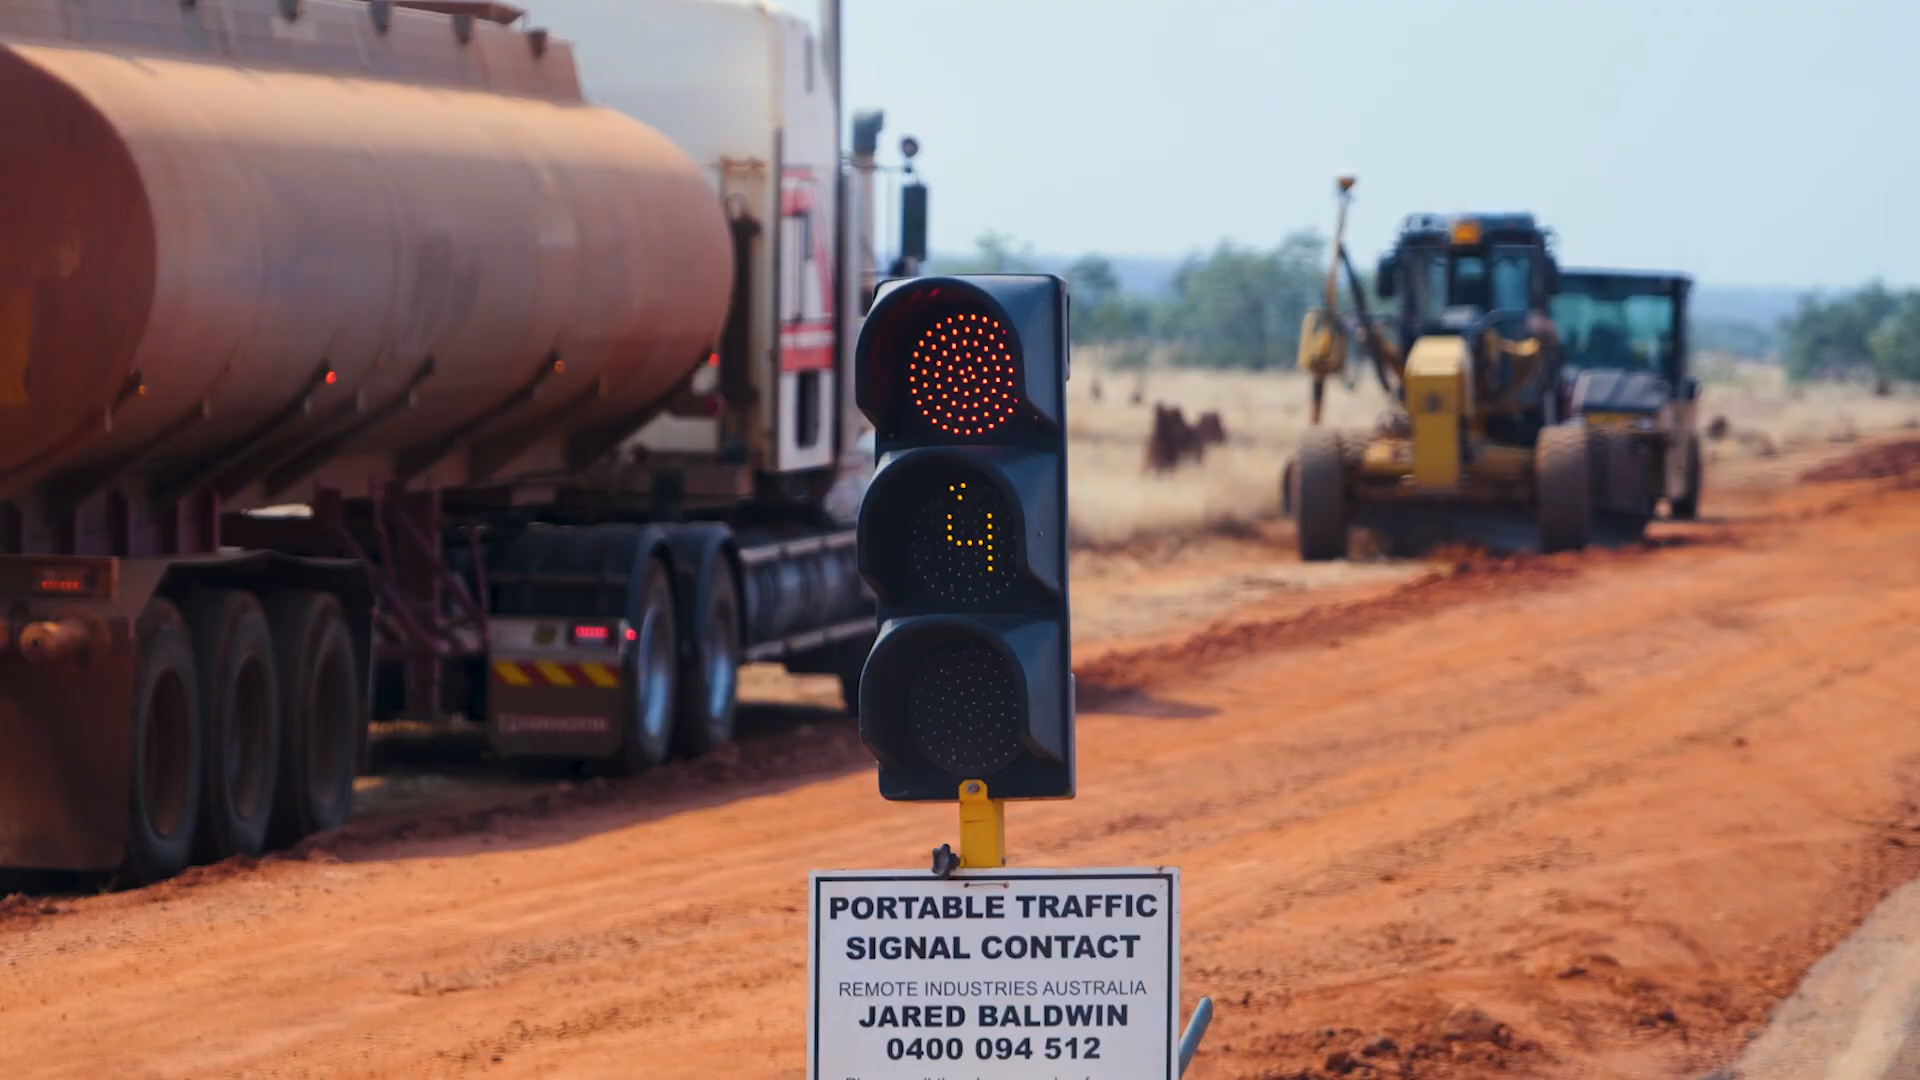 4
PORTABLE TRAFFIC
SIGNAL CONTACT
REMOTE INDUSTRIES AUSTRALIA
JARED BALDWIN
0400 094 512